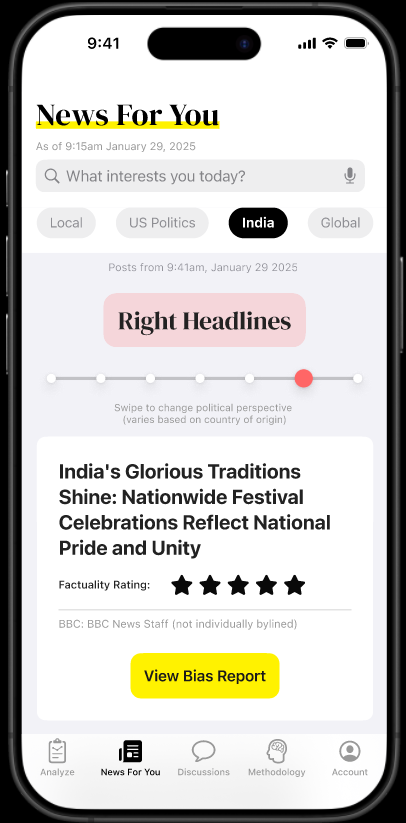 9:41
News For You
As of 9:15am January 29, 2025
What interests you today?
Local US Politics India Global
Posts from 9:41am, January 29 2025
Right Headlines
Swipe to change political perspective
(varies based on country of origin)
India's Glorious Traditions
Shine: Nationwide Festival
Celebrations Reflect National
Pride and Unity
Factuality Rating:
BBC: BBC News Staff (not individually bylined)
View Bias Report
Analyze News For You Discussions Methodology Account